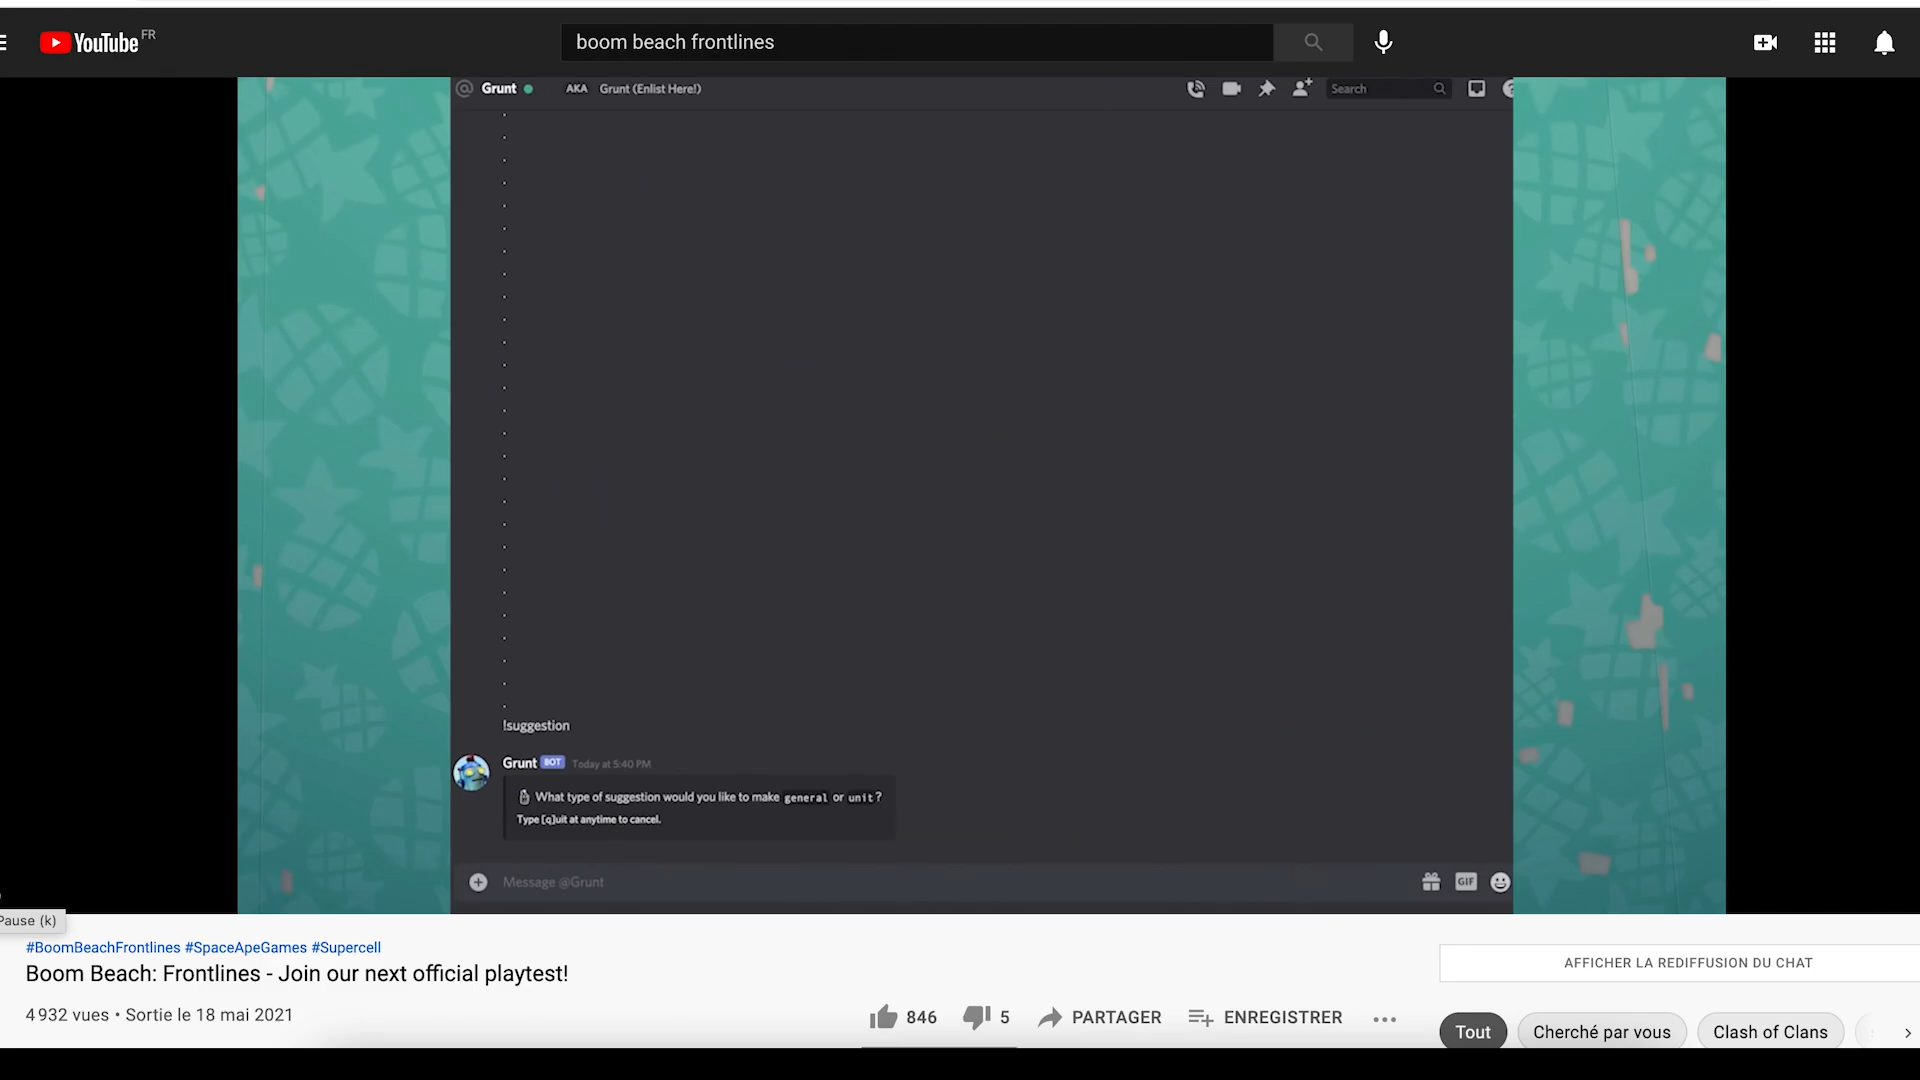 YouTube FR
boom beach frontlines
Grunt AKA Grunt (Enlist Here!)
Search
!suggestion
Grunt BOT Today at 5:40 PM
What type of suggestion would you like to make general or unit?
Type [q]uit at anytime to cancel.
Message @Grunt
GIF
Pause (k)
#BoomBeachFrontlines #SpaceApeGames #Supercell
Boom Beach: Frontlines - Join our next official playtest!
4 932 vues • Sortie le 18 mai 2021
846 5 PARTAGER ENREGISTRER
AFFICHER LA REDIFFUSION DU CHAT
Tout Cherché par vous Clash of Clans